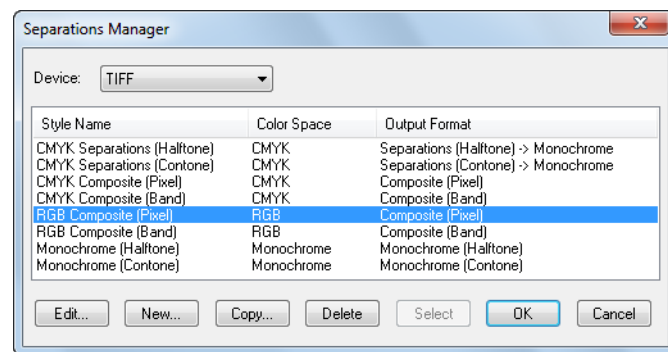 Separations Manager
Device: TIFF
Style Name Color Space Output Format
CMYK Separations (Halftone) CMYK Separations (Halftone) -> Monochrome
CMYK Separations (Contone) CMYK Separations (Contone) -> Monochrome
CMYK Composite (Pixel) CMYK Composite (Pixel)
CMYK Composite (Band) CMYK Composite (Band)
RGB Composite (Pixel) RGB Composite (Pixel)
RGB Composite (Band) RGB Composite (Band)
Monochrome (Halftone) Monochrome Monochrome (Halftone)
Monochrome (Contone) Monochrome Monochrome (Contone)
Edit... New... Copy... Delete Select OK Cancel